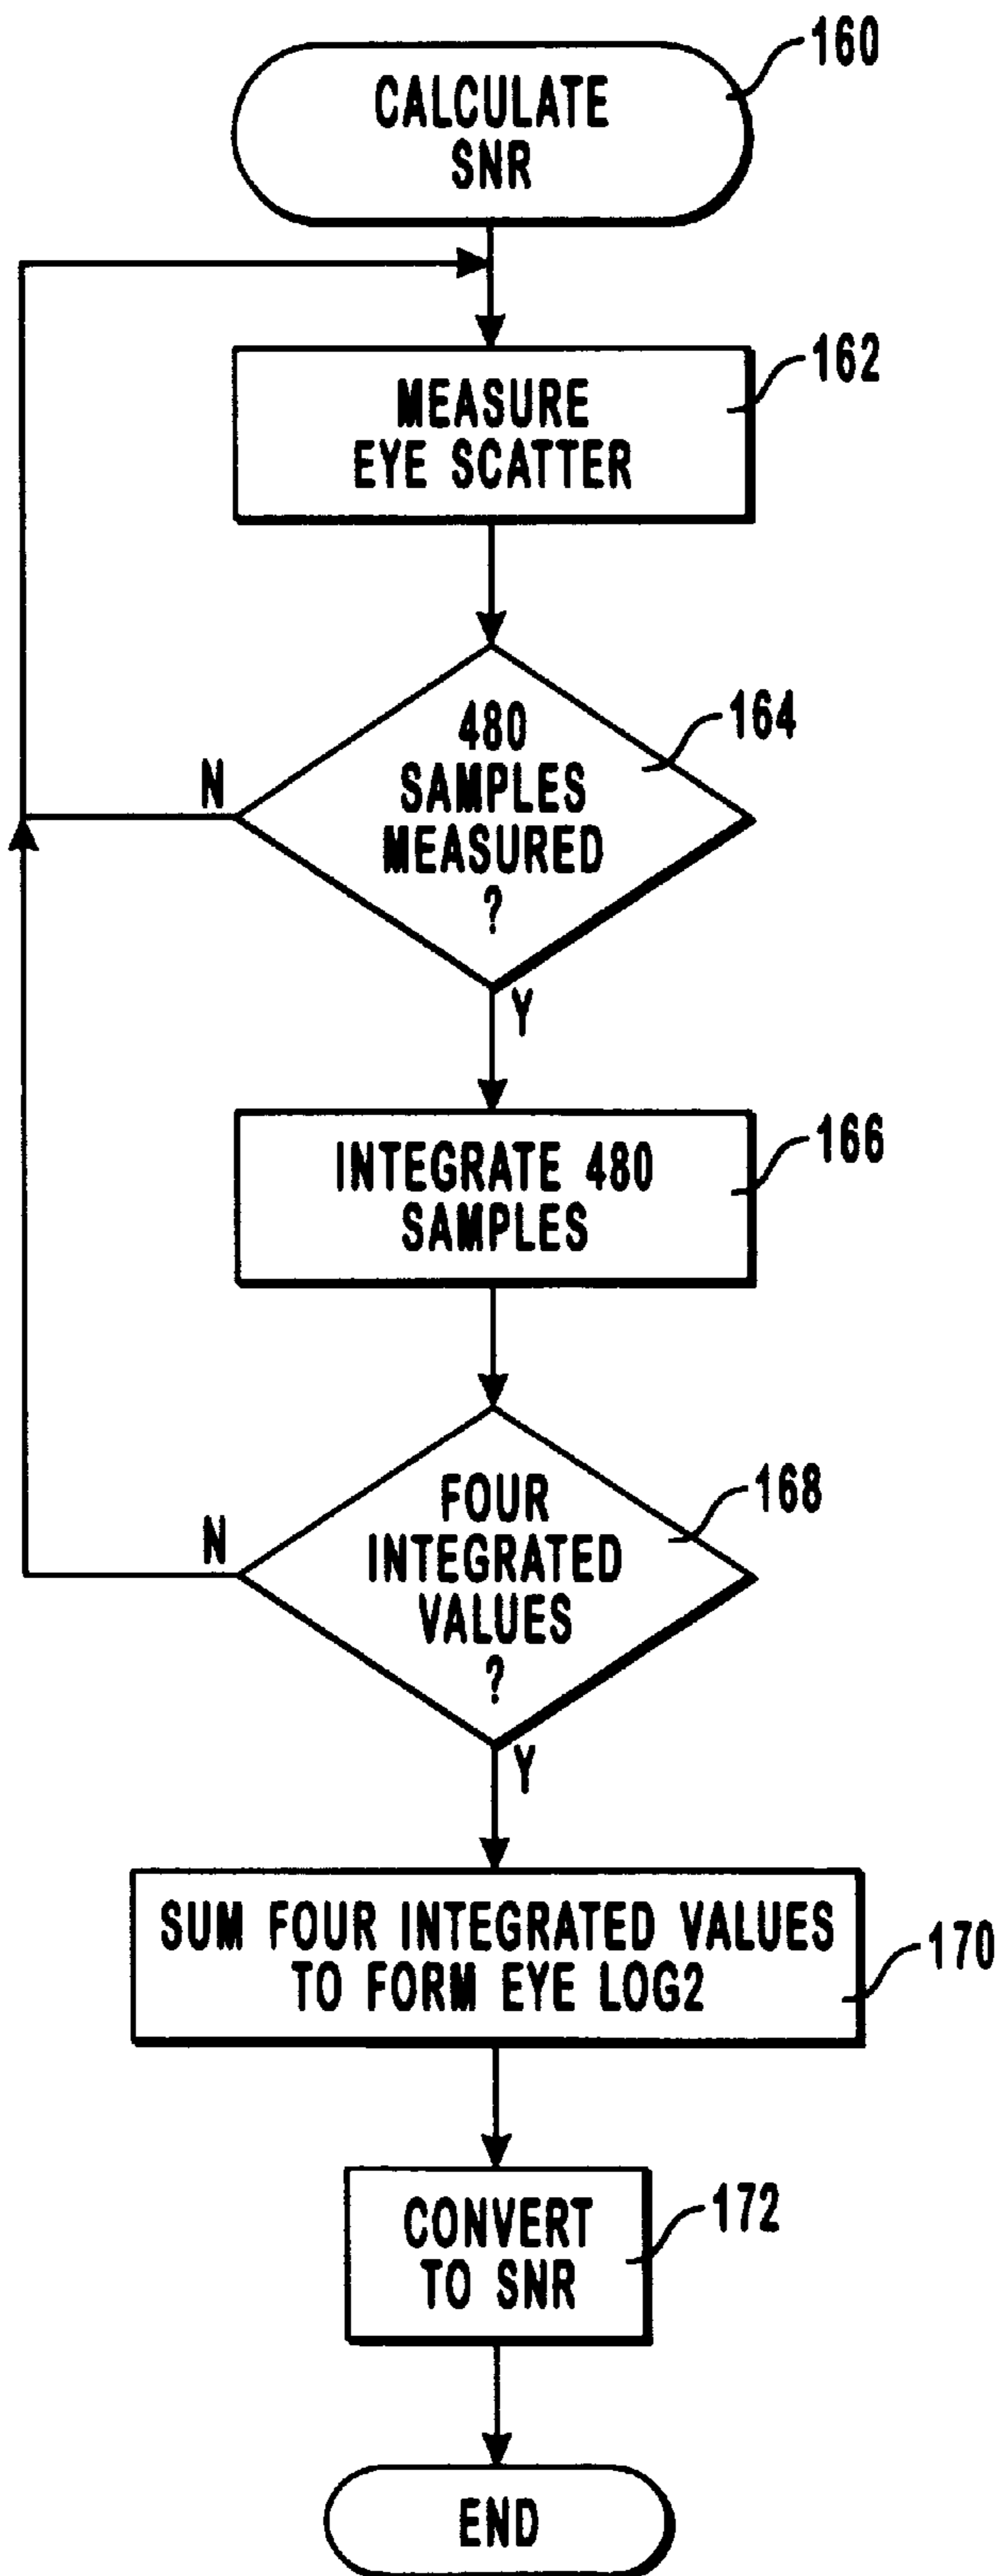 160
CALCULATE
SNR
162
MEASURE
EYE SCATTER
164
480
SAMPLES
MEASURED
?
N
Y
166
INTEGRATE 480
SAMPLES
168
FOUR
INTEGRATED
VALUES
?
N
Y
SUM FOUR INTEGRATED VALUES
TO FORM EYE LOG2
170
172
CONVERT
TO SNR
END